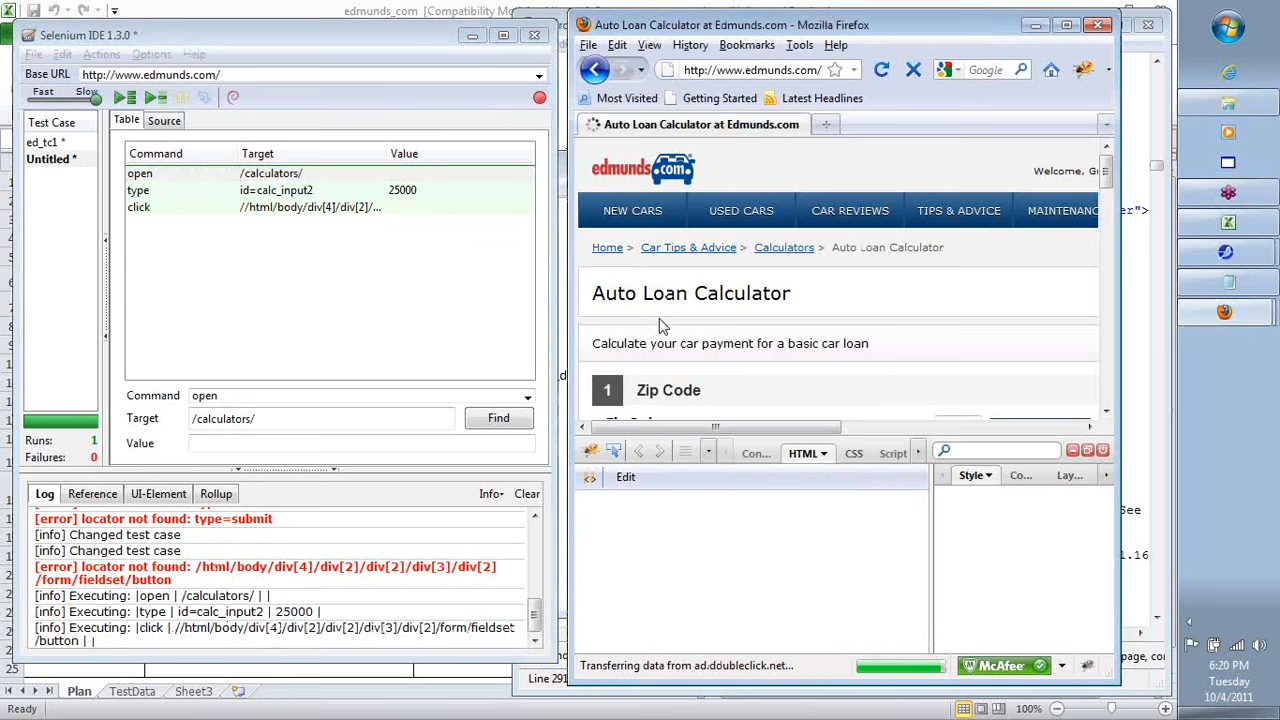 edmunds_com [Compatibility Mo
Selenium IDE 1.3.0 *
File Edit Actions Options Help
Base URL http://www.edmunds.com/
Fast Slow
Test Case
ed_tc1 *
Untitled *
Table Source
Command Target Value
open /calculators/
type id=calc_input2 25000
click //html/body/div[4]/div[2]/...
Command open
Target /calculators/ Find
Value
Runs: 1
Failures: 0
Log Reference UI-Element Rollup Info- Clear
[error] locator not found: type=submit
[info] Changed test case
[info] Changed test case
[error] locator not found: /html/body/div[4]/div[2]/div[2]/div[3]/div[2]
/form/fieldset/button
[info] Executing: |open | /calculators/ | |
[info] Executing: |type | id=calc_input2 | 25000 |
[info] Executing: |click | //html/body/div[4]/div[2]/div[2]/div[3]/div[2]/form/fieldset
/button | |
Auto Loan Calculator at Edmunds.com - Mozilla Firefox
File Edit View History Bookmarks Tools Help
http://www.edmunds.com/ Google
Most Visited Getting Started Latest Headlines
Auto Loan Calculator at Edmunds.com
edmunds.com
Welcome, Gu
NEW CARS USED CARS CAR REVIEWS TIPS & ADVICE MAINTENANC
Home > Car Tips & Advice > Calculators > Auto Loan Calculator
Auto Loan Calculator
Calculate your car payment for a basic car loan
1 Zip Code
Con... HTML CSS Script
Edit
Style Co... Lay...
Transferring data from ad.doubleclick.net...
McAfee
er">
See
1.16
page, con
Line 291
Plan TestData Sheet3
Ready
100%
6:20 PM
Tuesday
10/4/2011